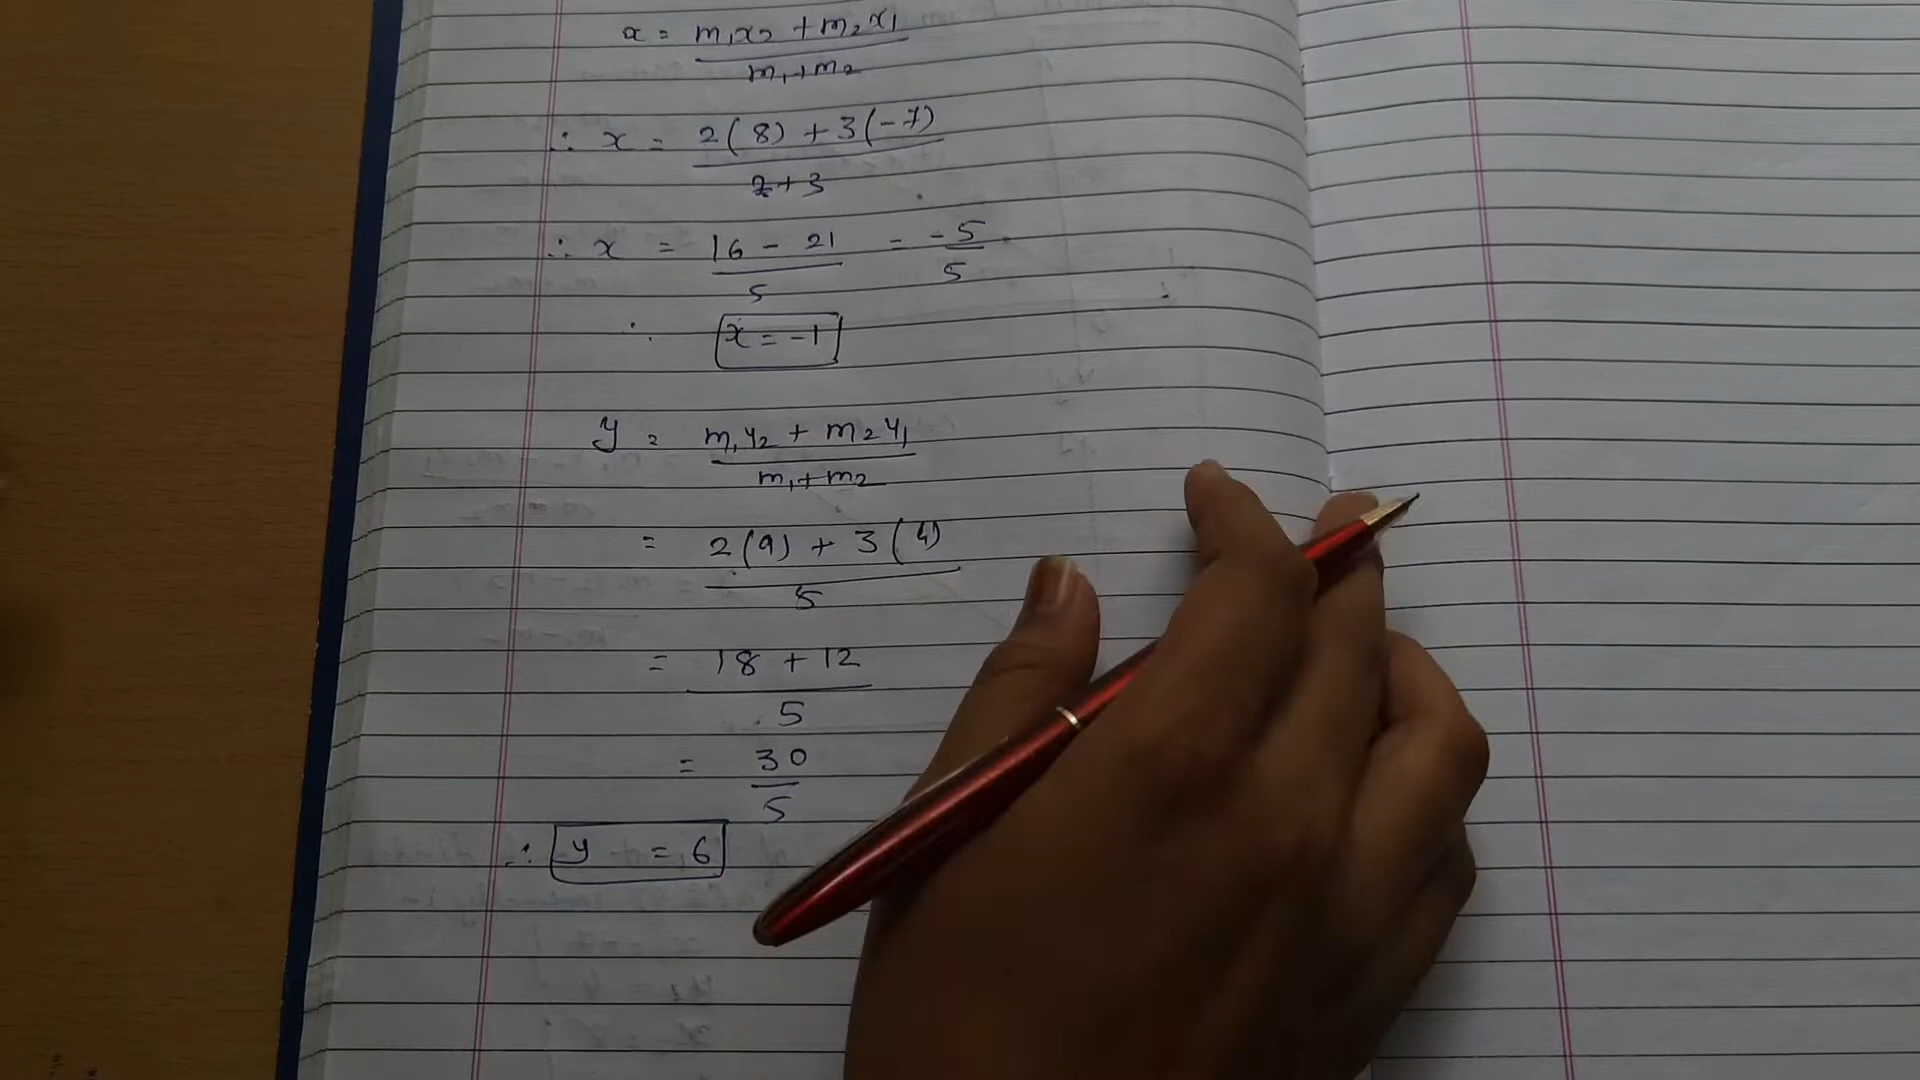 x = m₁x₂ + m₂x₁ / m₁+m₂
∴ x = 2(8) + 3(-7) / 2+3
∴ x = 16 - 21 / 5 = -5 / 5
∴ x = -1
y = m₁y₂ + m₂y₁ / m₁+m₂
= 2(9) + 3(4) / 5
= 18 + 12 / 5
= 30 / 5
∴ y = 6